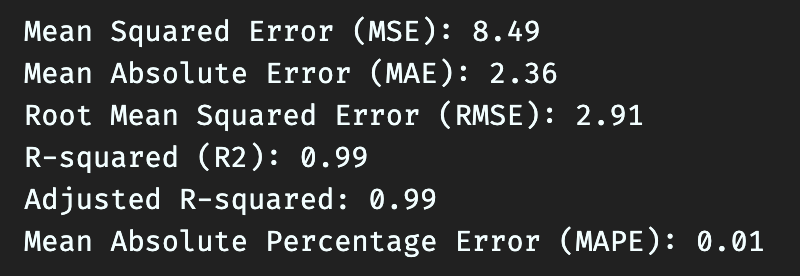 Mean Squared Error (MSE): 8.49
Mean Absolute Error (MAE): 2.36
Root Mean Squared Error (RMSE): 2.91
R-squared (R2): 0.99
Adjusted R-squared: 0.99
Mean Absolute Percentage Error (MAPE): 0.01